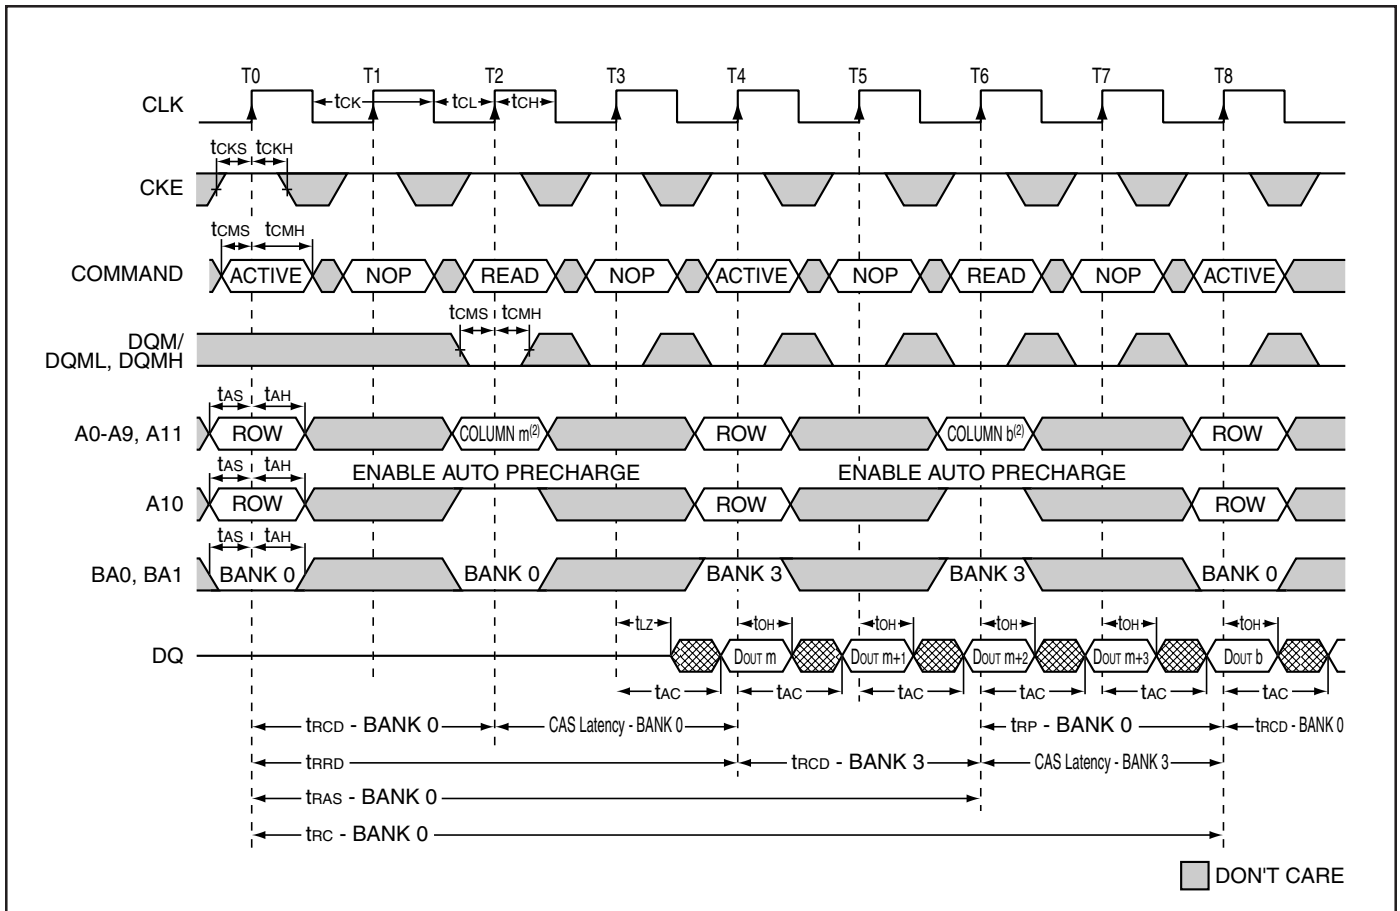 T0 T1 T2 T3 T4 T5 T6 T7 T8
CLK tCK tCL tCH
tCKS tCKH
CKE
tCMS tCMH
COMMAND ACTIVE NOP READ NOP ACTIVE NOP READ NOP ACTIVE
tCMS tCMH
DQM/
DQML, DQMH
tAS tAH
A0-A9, A11 ROW COLUMN m(2) ROW COLUMN b(2) ROW
tAS tAH ENABLE AUTO PRECHARGE ENABLE AUTO PRECHARGE
A10 ROW ROW ROW
tAS tAH
BA0, BA1 BANK 0 BANK 0 BANK 3 BANK 3 BANK 0
tLZ tOH tOH tOH tOH tOH
DQ DOUT m DOUT m+1 DOUT m+2 DOUT m+3 DOUT b
tAC tAC tAC tAC tAC tAC
tRCD - BANK 0 CAS Latency - BANK 0 tRP - BANK 0 tRCD - BANK 0
tRRD tRCD - BANK 3 CAS Latency - BANK 3
tRAS - BANK 0
tRC - BANK 0
DON'T CARE